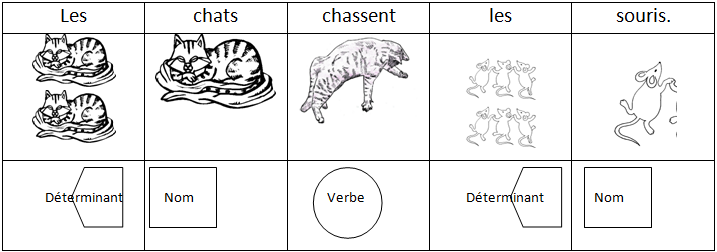 Les chats chassent les souris.
Déterminant Nom Verbe Déterminant Nom